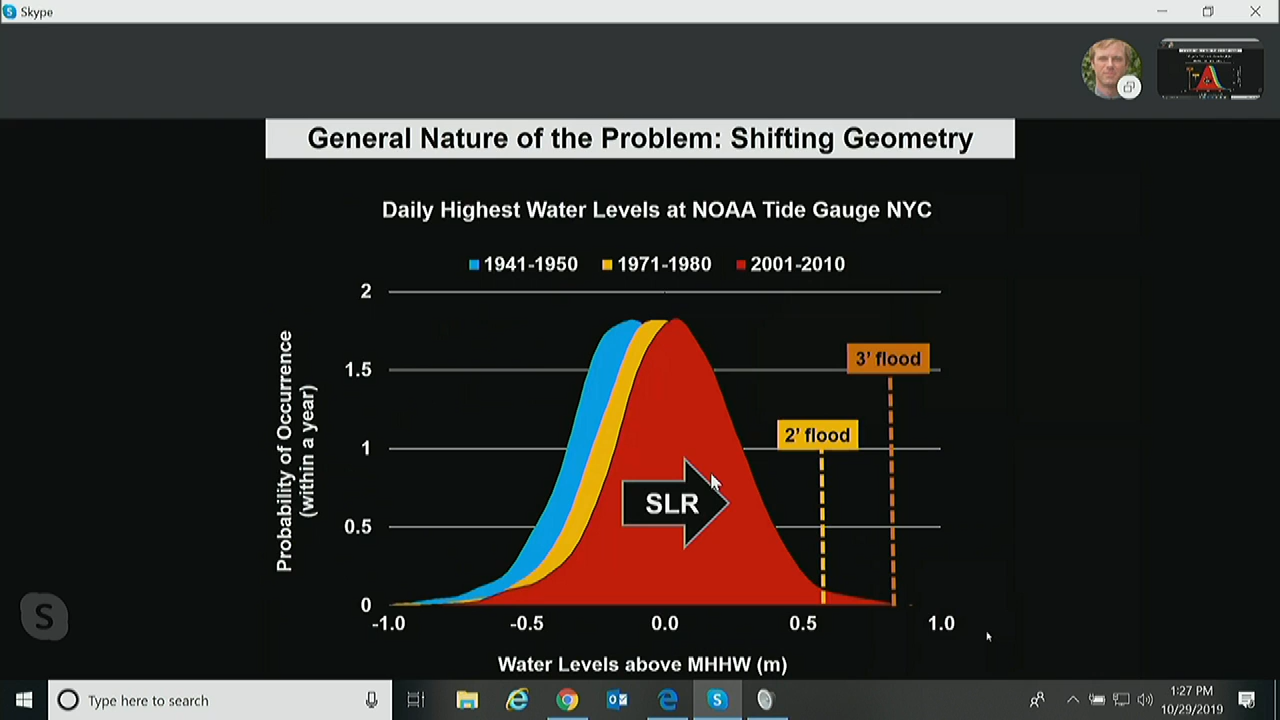 Skype
General Nature of the Problem: Shifting Geometry
Daily Highest Water Levels at NOAA Tide Gauge NYC
1941-1950 1971-1980 2001-2010
2
1.5
1
0.5
0
Probability of Occurrence
(within a year)
3’ flood
2’ flood
SLR
-1.0 -0.5 0.0 0.5 1.0
Water Levels above MHHW (m)
S
Type here to search
1:27 PM
10/29/2019